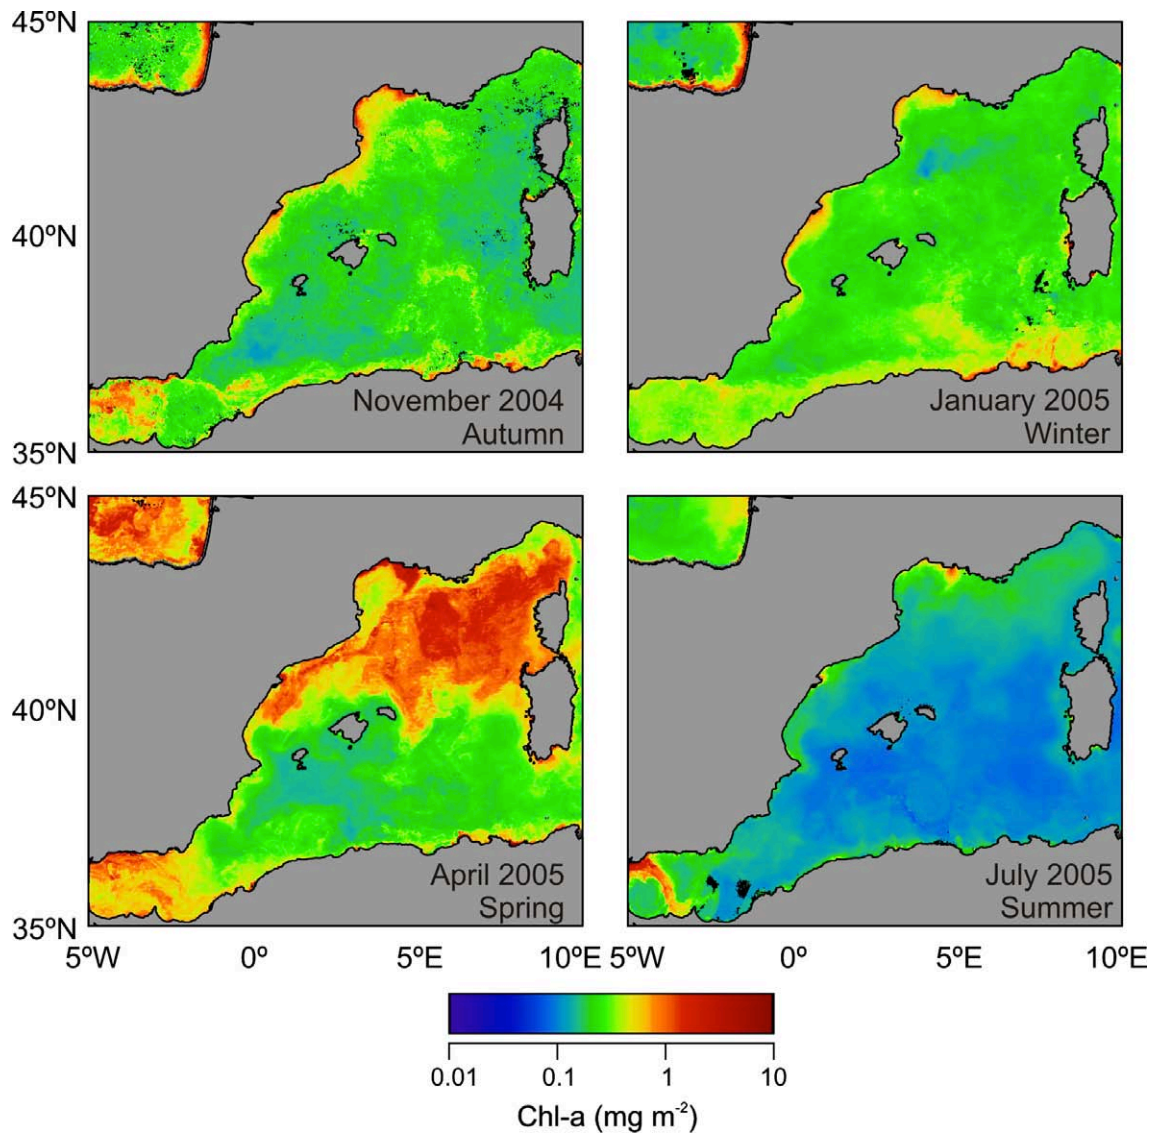 45ºN
40ºN
35ºN
November 2004
Autumn
January 2005
Winter
45ºN
40ºN
35ºN
April 2005
Spring
July 2005
Summer
5ºW 0º 5ºE 10ºE 5ºW 0º 5ºE 10ºE
0.01 0.1 1 10
Chl-a (mg m-2)